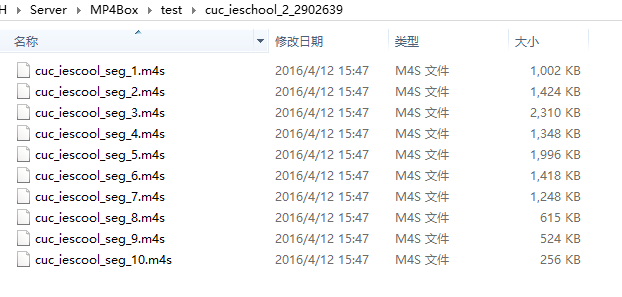 H Server MP4Box test cuc_ieschool_2_2902639
名称 修改日期 类型 大小
cuc_iescool_seg_1.m4s 2016/4/12 15:47 M4S 文件 1,002 KB
cuc_iescool_seg_2.m4s 2016/4/12 15:47 M4S 文件 1,424 KB
cuc_iescool_seg_3.m4s 2016/4/12 15:47 M4S 文件 2,310 KB
cuc_iescool_seg_4.m4s 2016/4/12 15:47 M4S 文件 1,348 KB
cuc_iescool_seg_5.m4s 2016/4/12 15:47 M4S 文件 1,996 KB
cuc_iescool_seg_6.m4s 2016/4/12 15:47 M4S 文件 1,418 KB
cuc_iescool_seg_7.m4s 2016/4/12 15:47 M4S 文件 1,248 KB
cuc_iescool_seg_8.m4s 2016/4/12 15:47 M4S 文件 615 KB
cuc_iescool_seg_9.m4s 2016/4/12 15:47 M4S 文件 524 KB
cuc_iescool_seg_10.m4s 2016/4/12 15:47 M4S 文件 256 KB